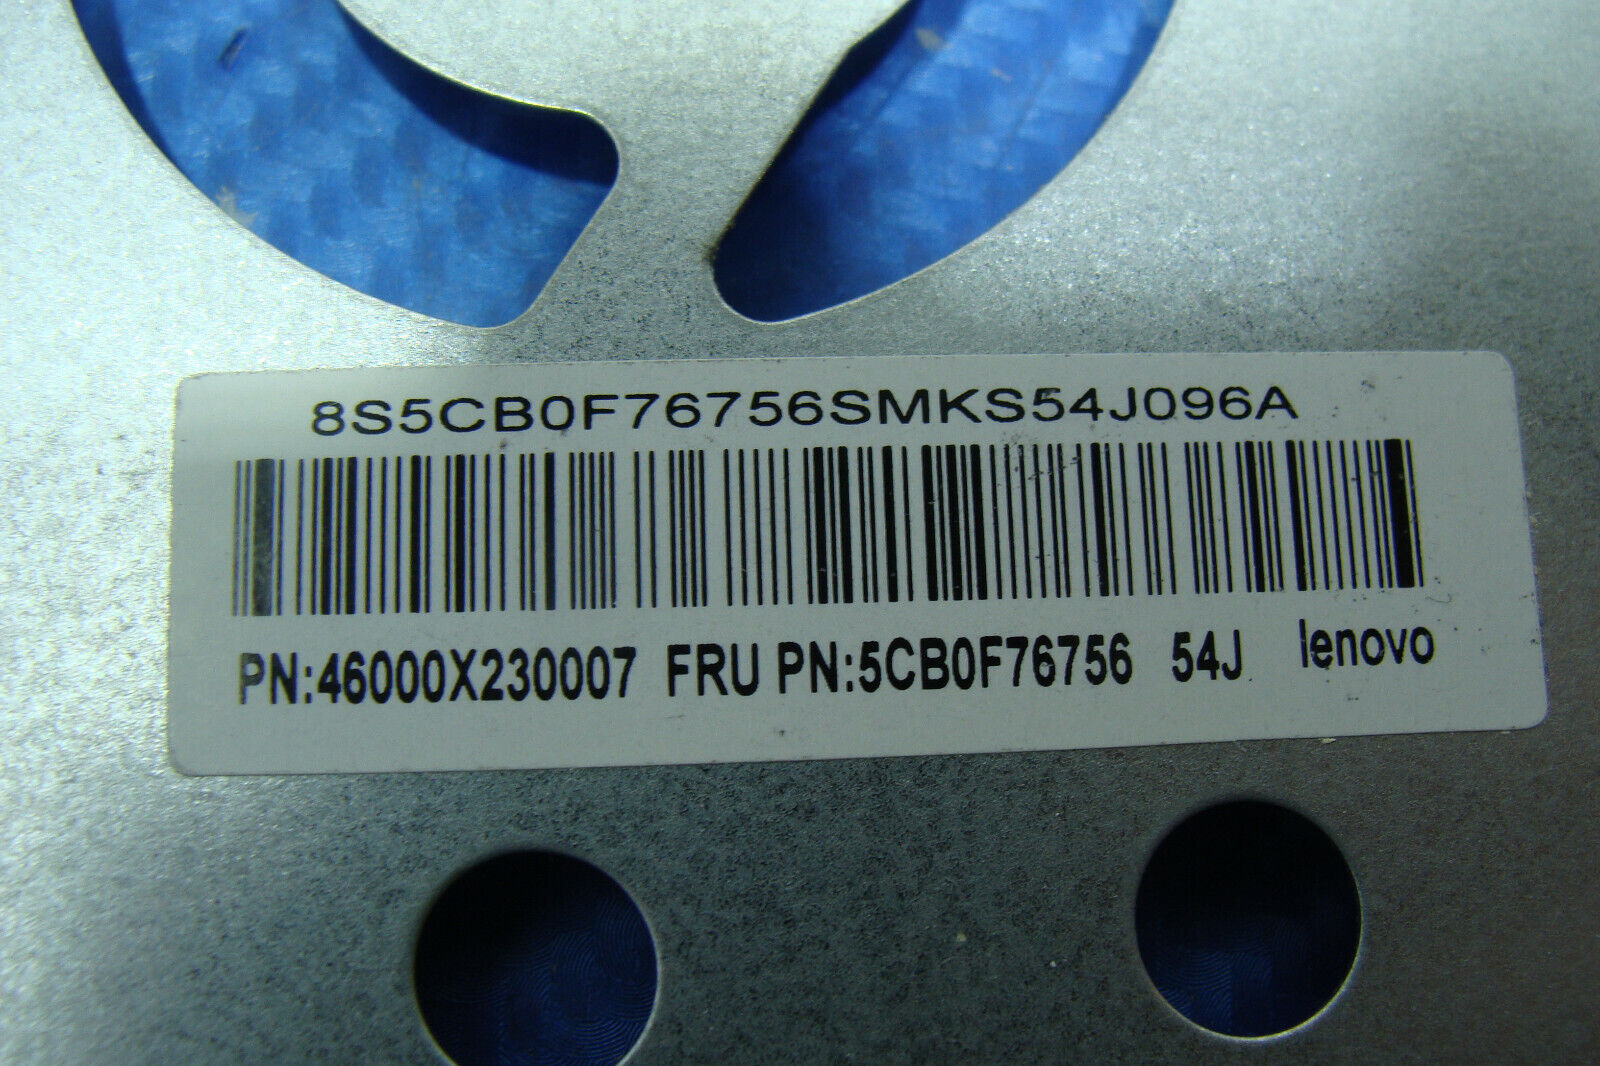 8S5CB0F76756SMKS54J096A
PN:46000X230007 FRU PN:5CB0F76756 54J lenovo